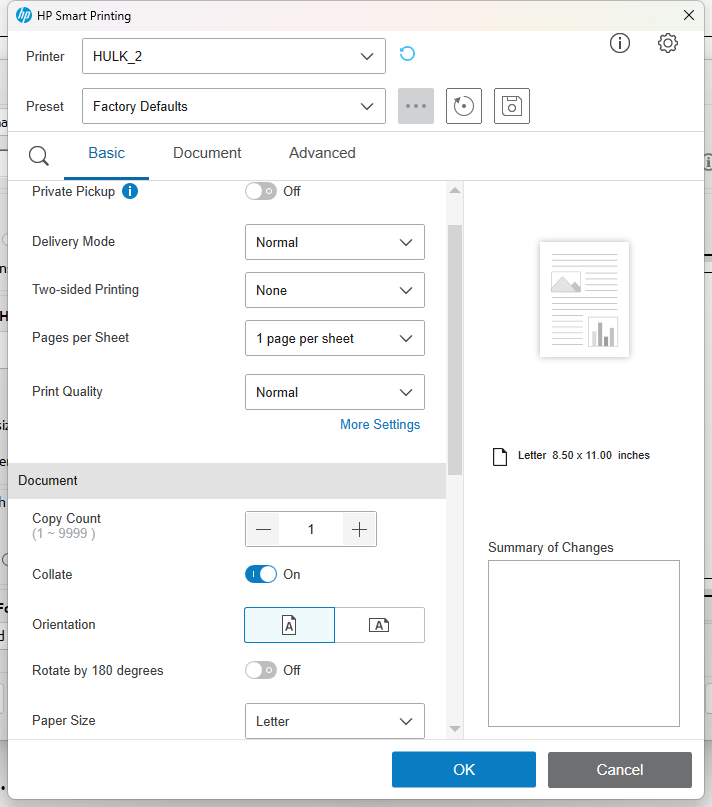 HP Smart Printing
Printer HULK_2
Preset Factory Defaults
Basic Document Advanced
Private Pickup Off
Delivery Mode Normal
Two-sided Printing None
Pages per Sheet 1 page per sheet
Print Quality Normal
More Settings
Letter 8.50 x 11.00 inches
Document
Copy Count 1
(1 ~ 9999 )
Summary of Changes
Collate On
Orientation
Rotate by 180 degrees Off
Paper Size Letter
OK Cancel